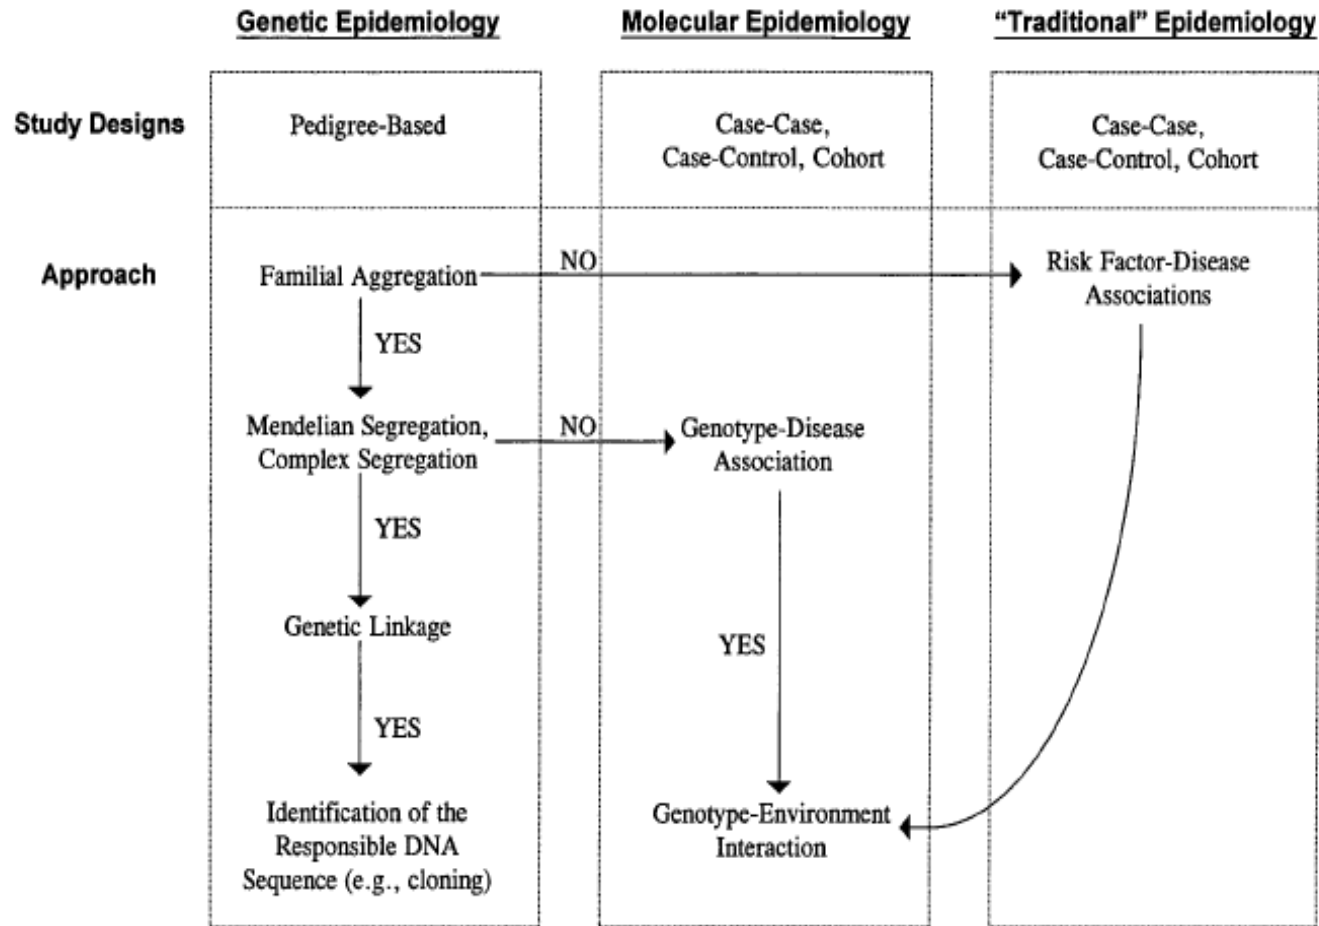 Genetic Epidemiology
Molecular Epidemiology
“Traditional” Epidemiology
Study Designs
Pedigree-Based
Case-Case,
Case-Control, Cohort
Case-Case,
Case-Control, Cohort
Approach
Familial Aggregation
NO
Risk Factor-Disease
Associations
YES
Mendelian Segregation,
Complex Segregation
NO
Genotype-Disease
Association
YES
YES
Genetic Linkage
YES
Identification of the
Responsible DNA
Sequence (e.g., cloning)
Genotype-Environment
Interaction